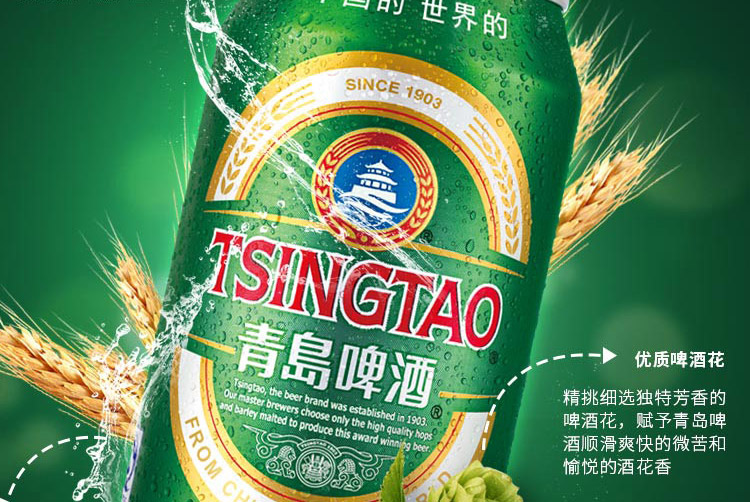 的 世界的
SINCE 1903
TSINGTAO
青岛啤酒
Tsingtao, the beer brand was established in 1903.
Our master brewers choose only the high quality hops
and barley malted to produce this award winning beer.
FROM
优质啤酒花
精挑细选独特芳香的
啤酒花，赋予青岛啤
酒顺滑爽快的微苦和
愉悦的酒花香